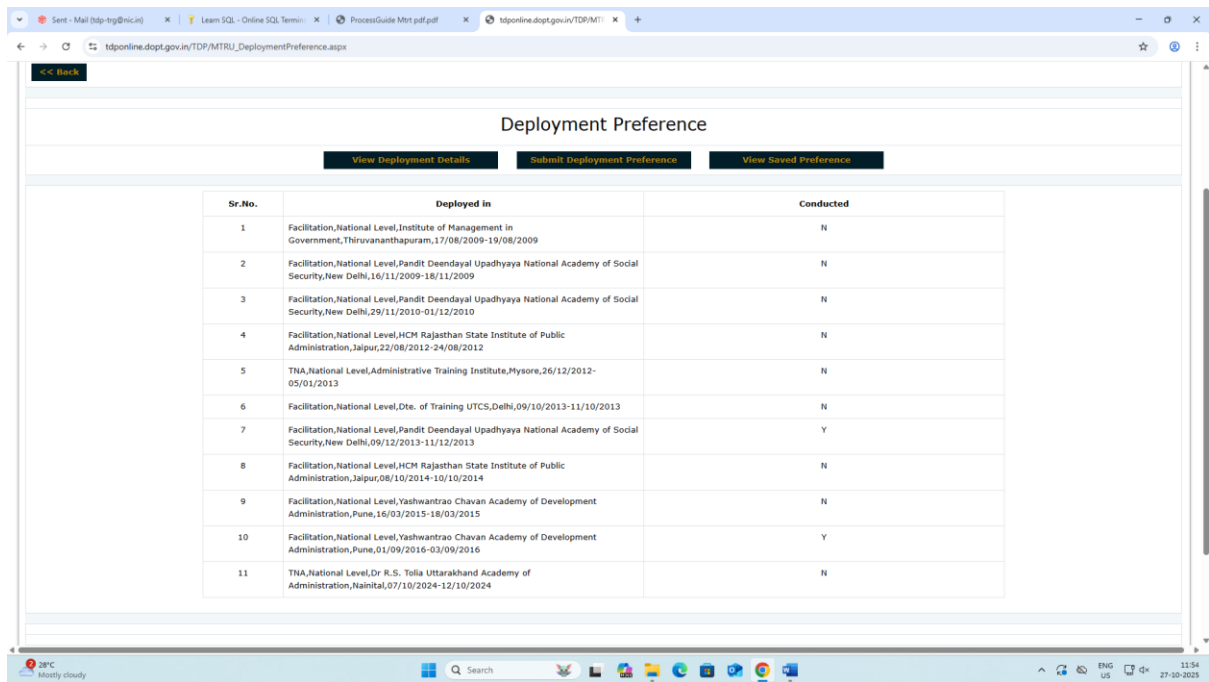 Sent - Mail (tdp-trg@nic.in)
Learn SQL - Online SQL Termin
ProcessGuide Mtrt pdf.pdf
tdponline.dopt.gov.in/TDP/MT
tdponline.dopt.gov.in/TDP/MTRU_DeploymentPreference.aspx
<< Back
Deployment Preference
View Deployment Details Submit Deployment Preference View Saved Preference
Sr.No. Deployed in Conducted
1 Facilitation,National Level,Institute of Management in N
Government,Thiruvananthapuram,17/08/2009-19/08/2009
2 Facilitation,National Level,Pandit Deendayal Upadhyaya National Academy of Social N
Security,New Delhi,16/11/2009-18/11/2009
3 Facilitation,National Level,Pandit Deendayal Upadhyaya National Academy of Social N
Security,New Delhi,29/11/2010-01/12/2010
4 Facilitation,National Level,HCM Rajasthan State Institute of Public N
Administration,Jaipur,22/08/2012-24/08/2012
5 TNA,National Level,Administrative Training Institute,Mysore,26/12/2012- N
05/01/2013
6 Facilitation,National Level,Dte. of Training UTCS,Delhi,09/10/2013-11/10/2013 N
7 Facilitation,National Level,Pandit Deendayal Upadhyaya National Academy of Social Y
Security,New Delhi,09/12/2013-11/12/2013
8 Facilitation,National Level,HCM Rajasthan State Institute of Public N
Administration,Jaipur,08/10/2014-10/10/2014
9 Facilitation,National Level,Yashwantrao Chavan Academy of Development N
Administration,Pune,16/03/2015-18/03/2015
10 Facilitation,National Level,Yashwantrao Chavan Academy of Development Y
Administration,Pune,01/09/2016-03/09/2016
11 TNA,National Level,Dr R.S. Tolia Uttarakhand Academy of N
Administration,Nainital,07/10/2024-12/10/2024
2 28°C
Mostly cloudy
Search
ENG
US
11:54
27-10-2025